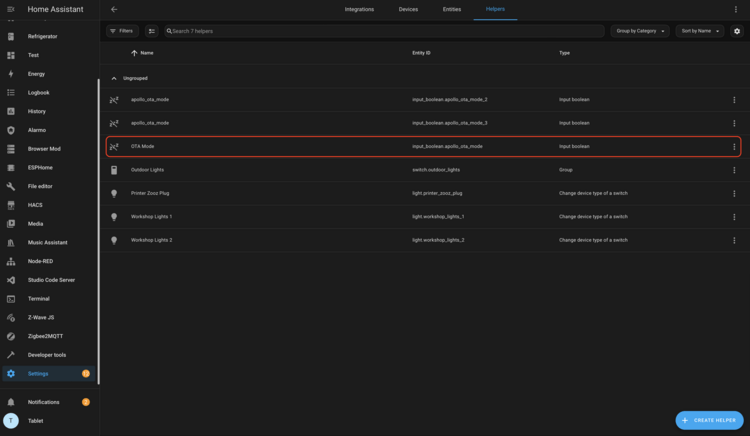 Home Assistant
Integrations
Devices
Entities
Helpers
Refrigerator
Test
Energy
Logbook
History
Alarmo
Browser Mod
ESPHome
File editor
HACS
Media
Music Assistant
Node-RED
Studio Code Server
Terminal
Z-Wave JS
Zigbee2MQTT
Developer tools
Settings 12
Notifications 2
T Tablet
Filters
Search 7 helpers
Group by Category
Sort by Name
Name Entity ID Type
Ungrouped
apollo_ota_mode input_boolean.apollo_ota_mode_2 Input boolean
apollo_ota_mode input_boolean.apollo_ota_mode_3 Input boolean
OTA Mode input_boolean.apollo_ota_mode Input boolean
Outdoor Lights switch.outdoor_lights Group
Printer Zooz Plug light.printer_zooz_plug Change device type of a switch
Workshop Lights 1 light.workshop_lights_1 Change device type of a switch
Workshop Lights 2 light.workshop_lights_2 Change device type of a switch
CREATE HELPER